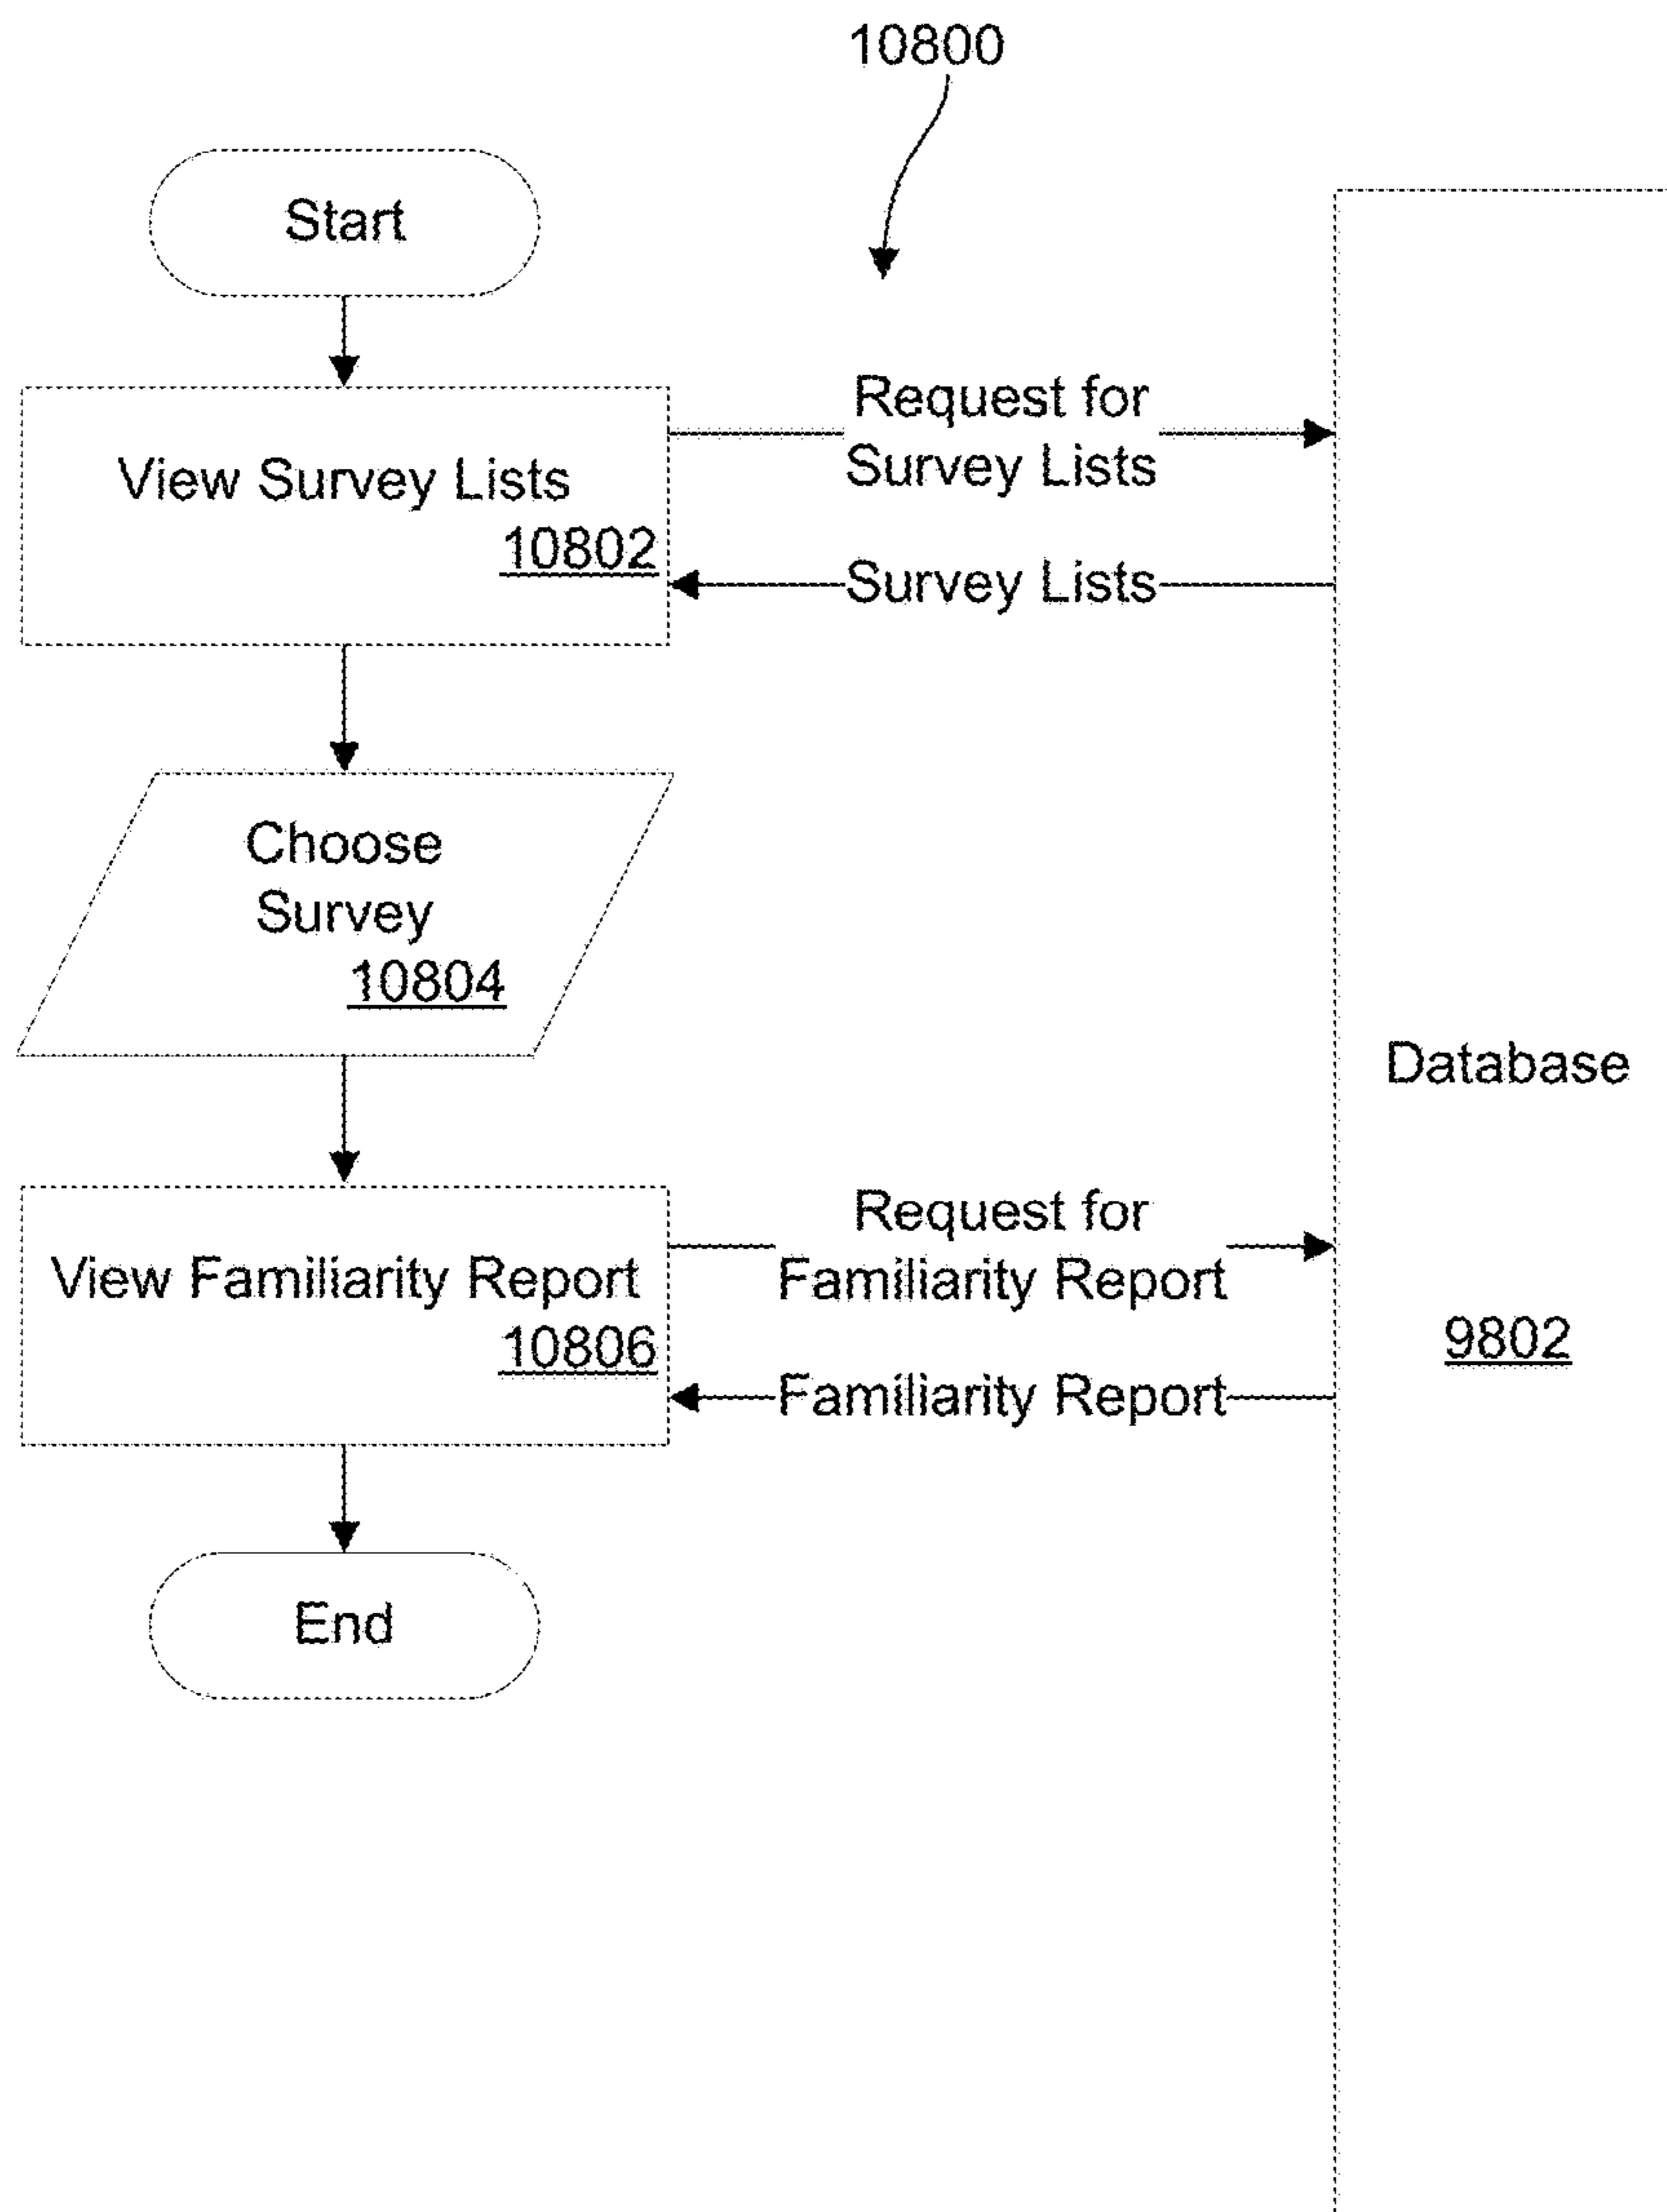 10800
Start
View Survey Lists
10802
Request for
Survey Lists
Survey Lists
Choose
Survey
10804
View Familiarity Report
10806
Request for
Familiarity Report
Familiarity Report
End
Database
9802